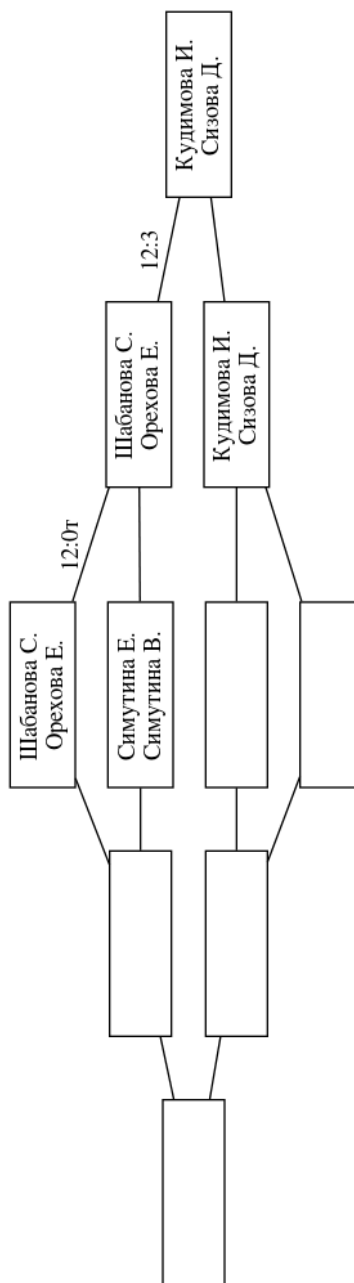 Шабанова С.
Орехова Е.
12:0т
Симутина Е.
Симутина В.
Шабанова С.
Орехова Е.
12:3
Кудимова И.
Сизова Д.
Кудимова И.
Сизова Д.